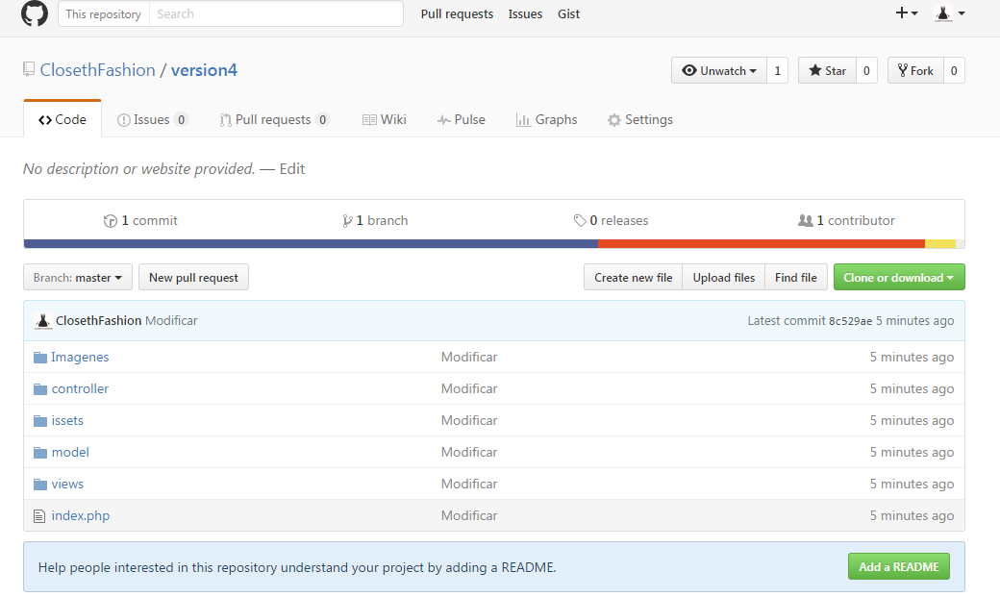 This repository Search Pull requests Issues Gist
ClosethFashion / version4 Unwatch 1 Star 0 Fork 0
Code Issues 0 Pull requests 0 Wiki Pulse Graphs Settings
No description or website provided. — Edit
1 commit 1 branch 0 releases 1 contributor
Branch: master New pull request Create new file Upload files Find file Clone or download
ClosethFashion Modificar Latest commit 8c529ae 5 minutes ago
Imagenes Modificar 5 minutes ago
controller Modificar 5 minutes ago
issets Modificar 5 minutes ago
model Modificar 5 minutes ago
views Modificar 5 minutes ago
index.php Modificar 5 minutes ago
Help people interested in this repository understand your project by adding a README. Add a README